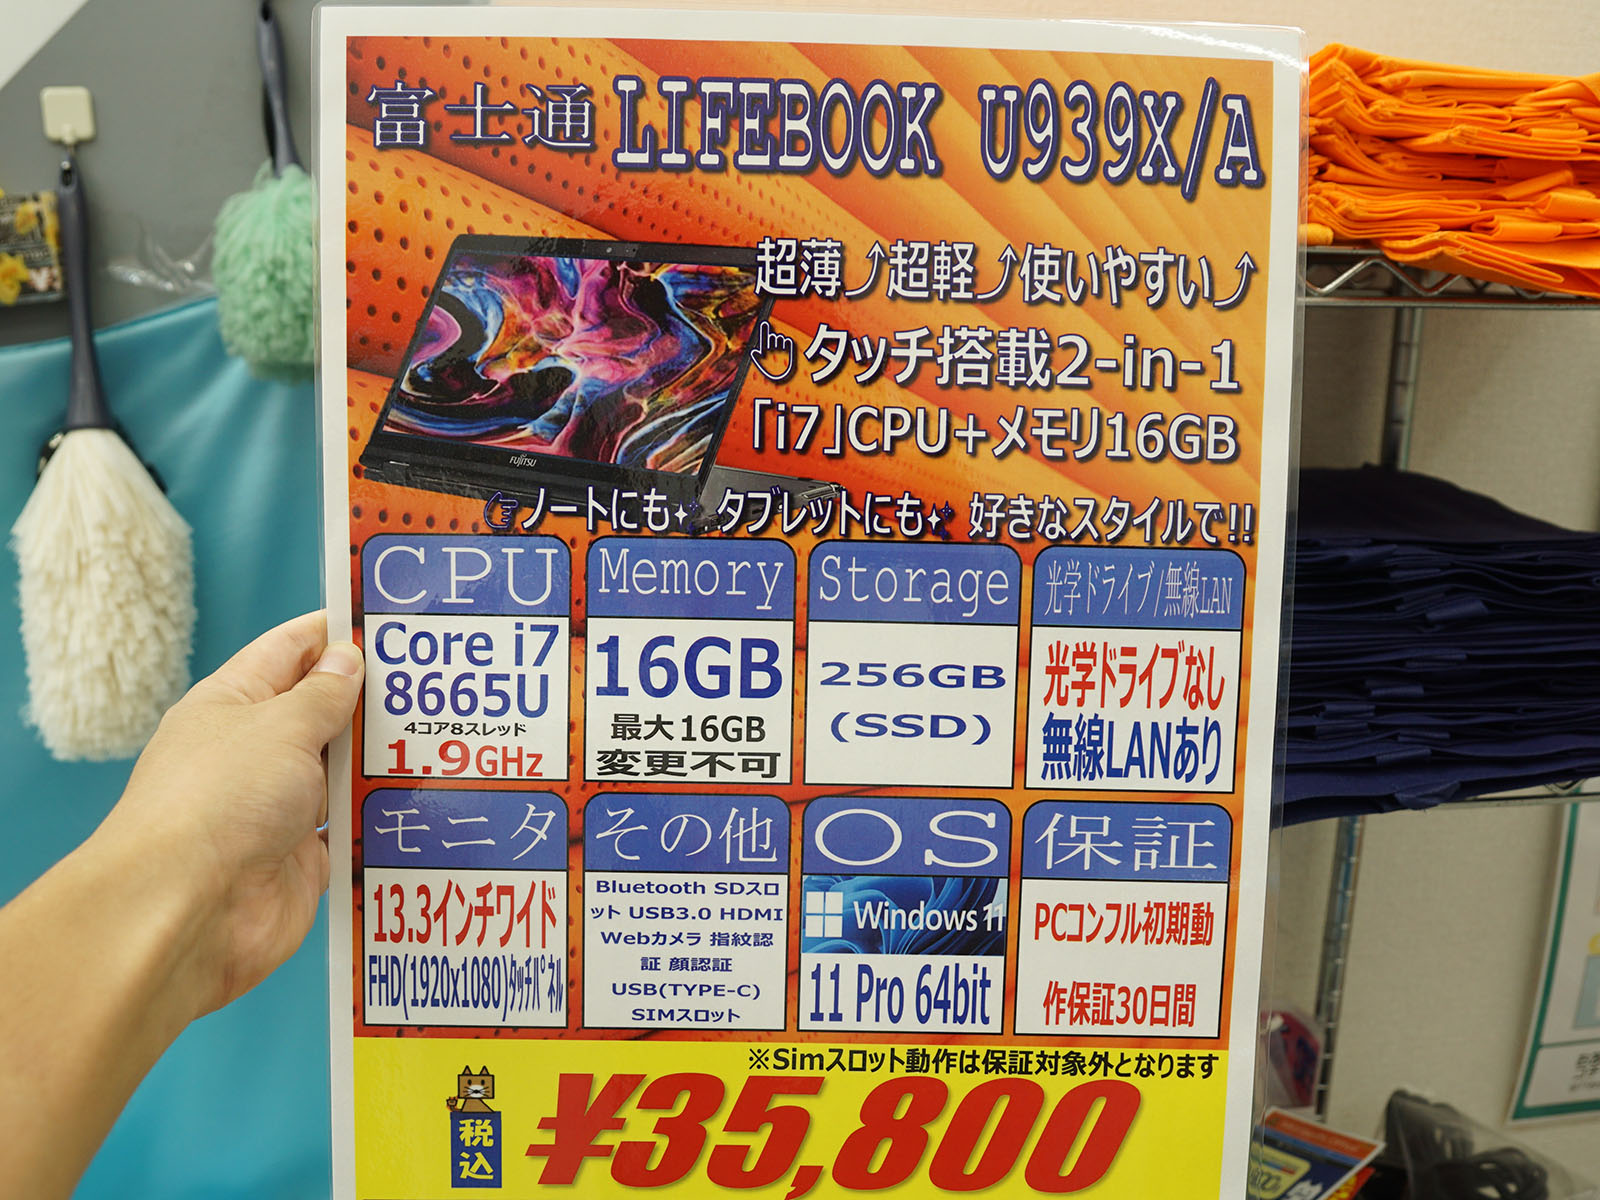 富士通 LIFEBOOK U939X/A
超薄⤴超軽⤴使いやすい⤴
タッチ搭載2-in-1
「i7」CPU+メモリ16GB
FUJITSU
ノートにも タブレットにも 好きなスタイルで!!
CPU
Core i7
8665U
4コア8スレッド
1.9GHz
Memory
16GB
最大16GB
変更不可
Storage
256GB
(SSD)
光学ドライブ/無線LAN
光学ドライブなし
無線LANあり
モニタ
13.3インチワイド
FHD(1920x1080)ﾀｯﾁﾊﾟﾈﾙ
その他
Bluetooth SDスロ
ット USB3.0 HDMI
Webカメラ 指紋認
証 顔認証
USB(TYPE-C)
SIMスロット
OS
Windows 11
11 Pro 64bit
保証
PCコンフル初期動
作保証30日間
※Simスロット動作は保証対象外となります
税込
¥35,800